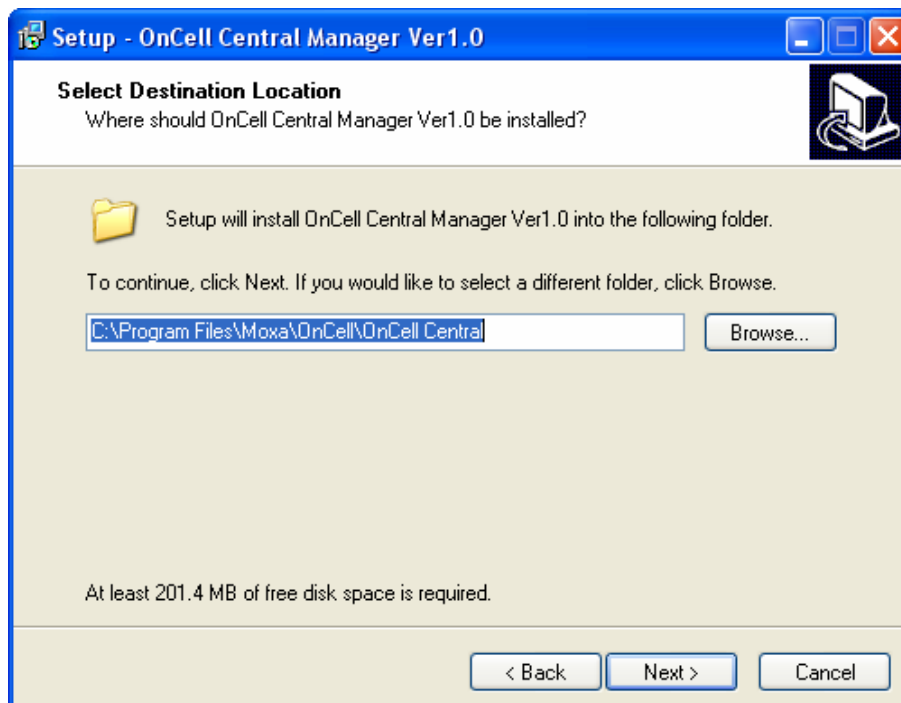 Setup - OnCell Central Manager Ver1.0
Select Destination Location
Where should OnCell Central Manager Ver1.0 be installed?
Setup will install OnCell Central Manager Ver1.0 into the following folder.
To continue, click Next. If you would like to select a different folder, click Browse.
C:\Program Files\Moxa\OnCell\OnCell Central
Browse...
At least 201.4 MB of free disk space is required.
< Back
Next >
Cancel